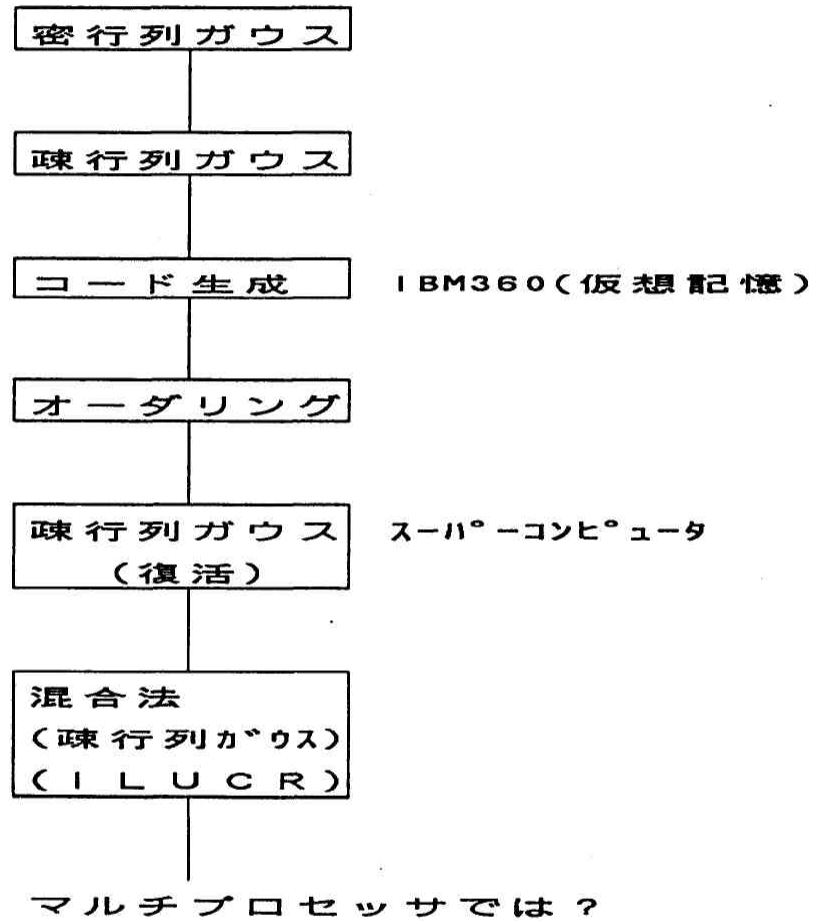 密行列ガウス
疎行列ガウス
コード生成 IBM360(仮想記憶)
オーダリング
疎行列ガウス スーパーコンピュータ
(復活)
混合法
(疎行列ガウス)
(ILUCR)
マルチプロセッサでは?